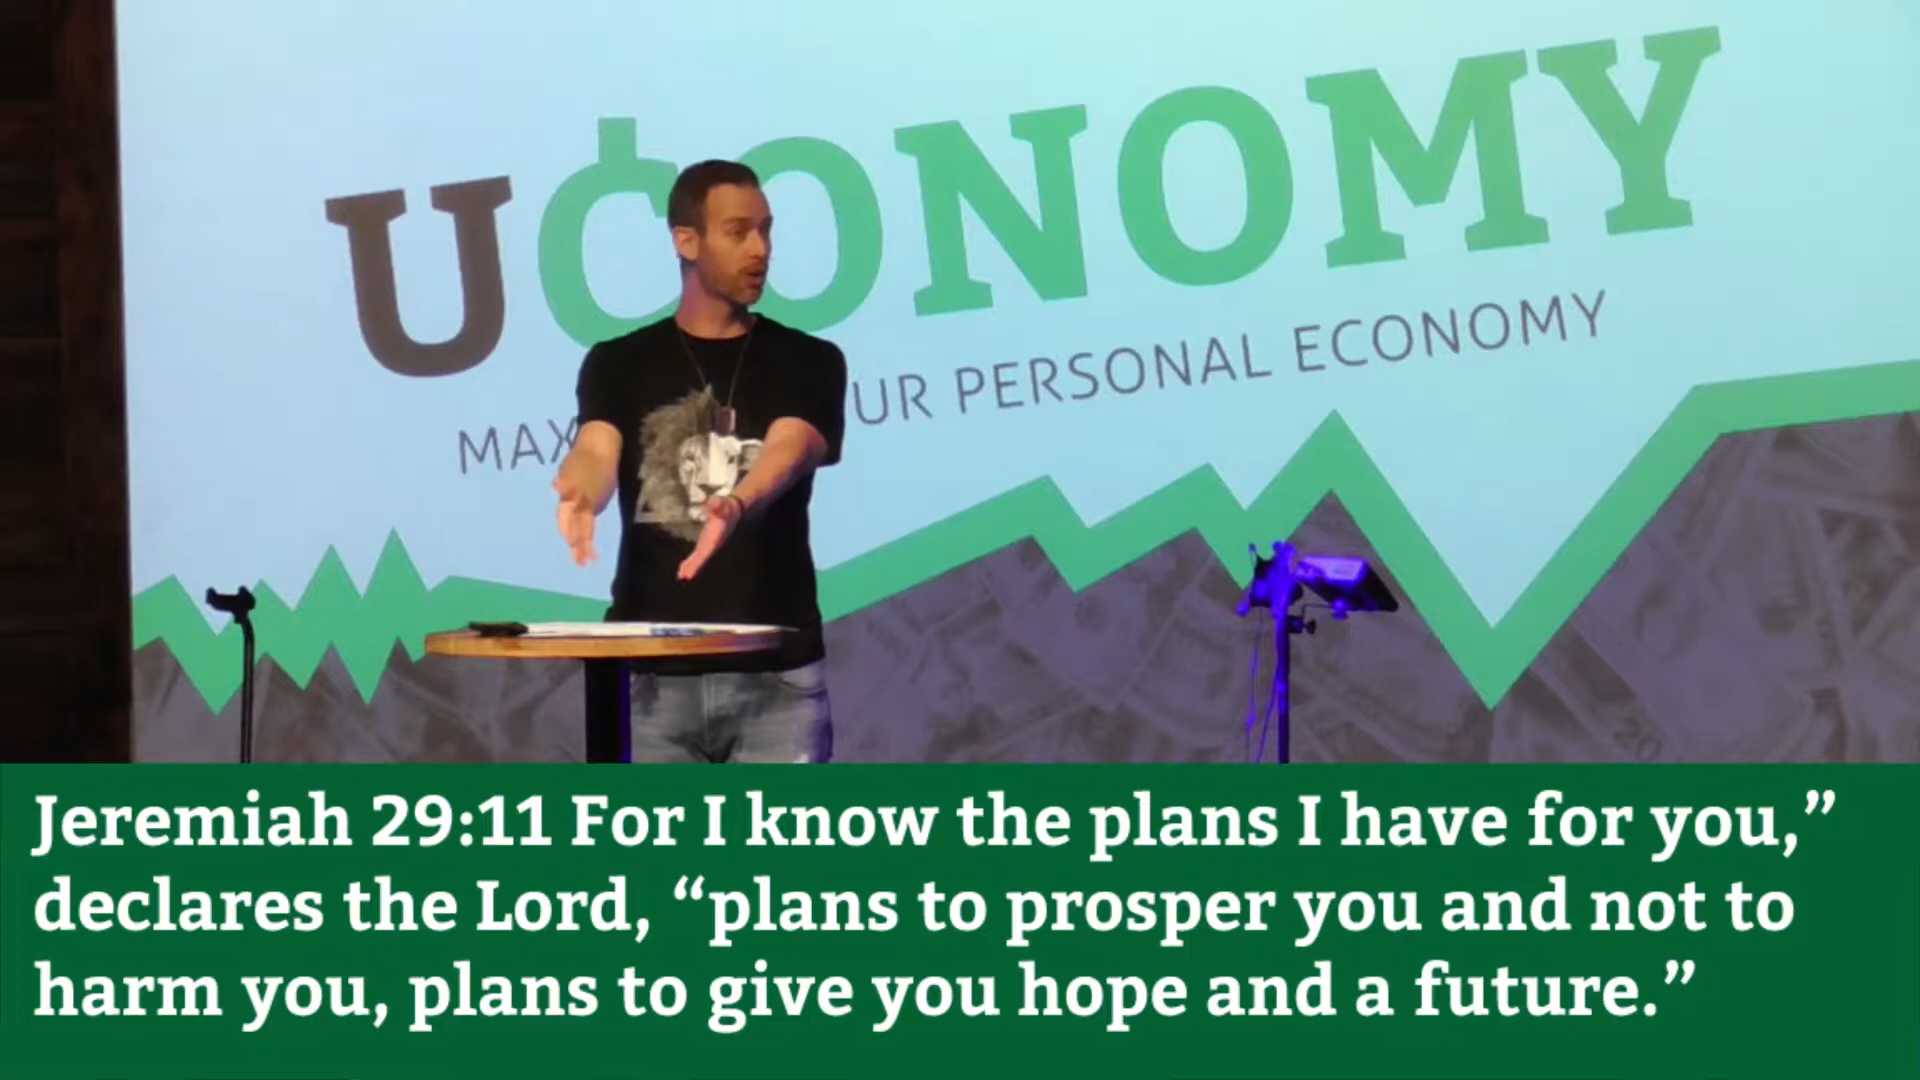 U¢ONOMY
MAX UR PERSONAL ECONOMY
20
Jeremiah 29:11 For I know the plans I have for you,”
declares the Lord, “plans to prosper you and not to
harm you, plans to give you hope and a future.”